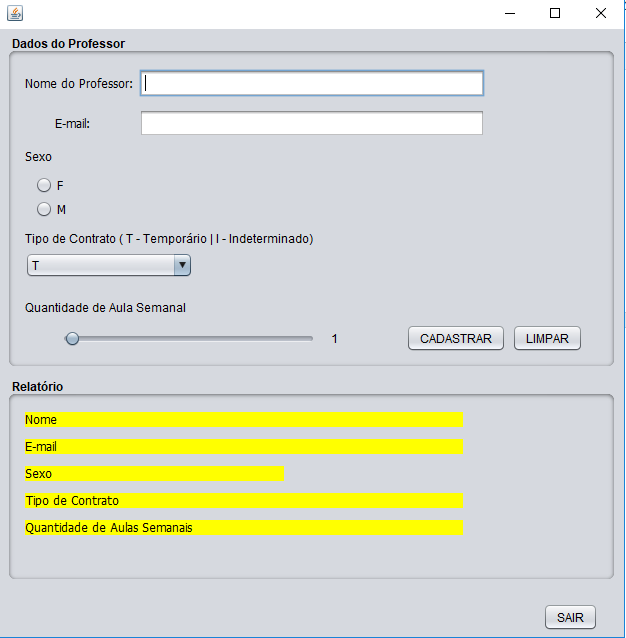 Dados do Professor
Nome do Professor:
E-mail:
Sexo
F
M
Tipo de Contrato ( T - Temporário | I - Indeterminado)
T
Quantidade de Aula Semanal
1 CADASTRAR LIMPAR
Relatório
Nome
E-mail
Sexo
Tipo de Contrato
Quantidade de Aulas Semanais
SAIR